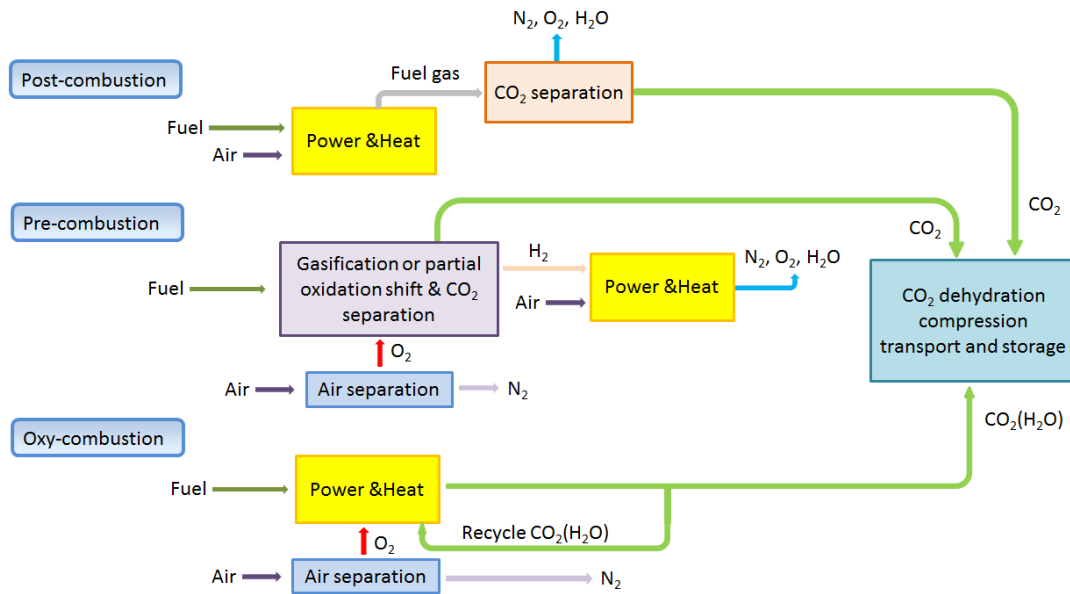 N₂, O₂, H₂O
Post-combustion
Fuel gas
CO₂ separation
Fuel
Air
Power &Heat
CO₂
Pre-combustion
CO₂
H₂
N₂, O₂, H₂O
Fuel
Gasification or partial
oxidation shift & CO₂
separation
Air
Power &Heat
CO₂ dehydration
compression
transport and storage
O₂
Air
Air separation
N₂
CO₂(H₂O)
Oxy-combustion
Fuel
Power &Heat
Recycle CO₂(H₂O)
O₂
Air
Air separation
N₂